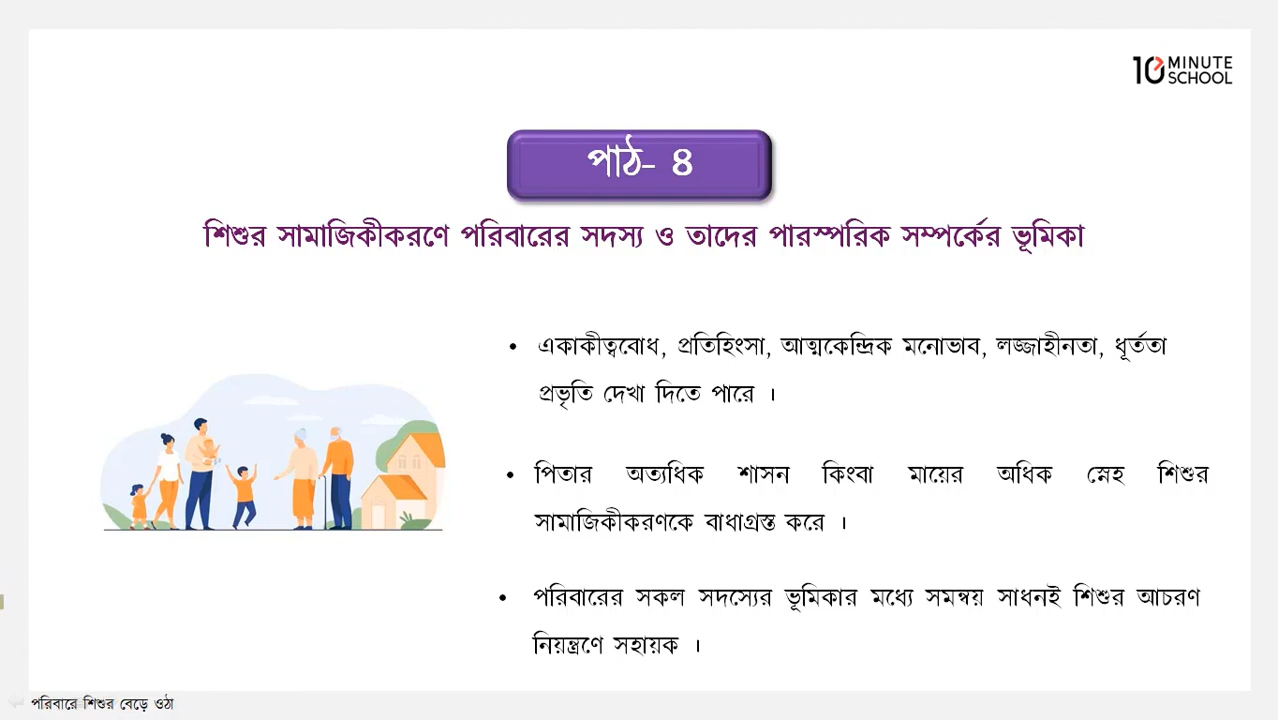 10 MINUTE
SCHOOL
পাঠ- ৪
শিশুর সামাজিকীকরণে পরিবারের সদস্য ও তাদের পারস্পরিক সম্পর্কের ভূমিকা
• একাকীত্ববোধ, প্রতিহিংসা, আত্মকেন্দ্রিক মনোভাব, লজ্জাহীনতা, ধূর্ততা
প্রভৃতি দেখা দিতে পারে ।
• পিতার অত্যধিক শাসন কিংবা মায়ের অধিক স্নেহ শিশুর
সামাজিকীকরণকে বাধাগ্রস্ত করে ।
• পরিবারের সকল সদস্যের ভূমিকার মধ্যে সমন্বয় সাধনই শিশুর আচরণ
নিয়ন্ত্রণে সহায়ক ।
পরিবারে শিশুর বেড়ে ওঠা